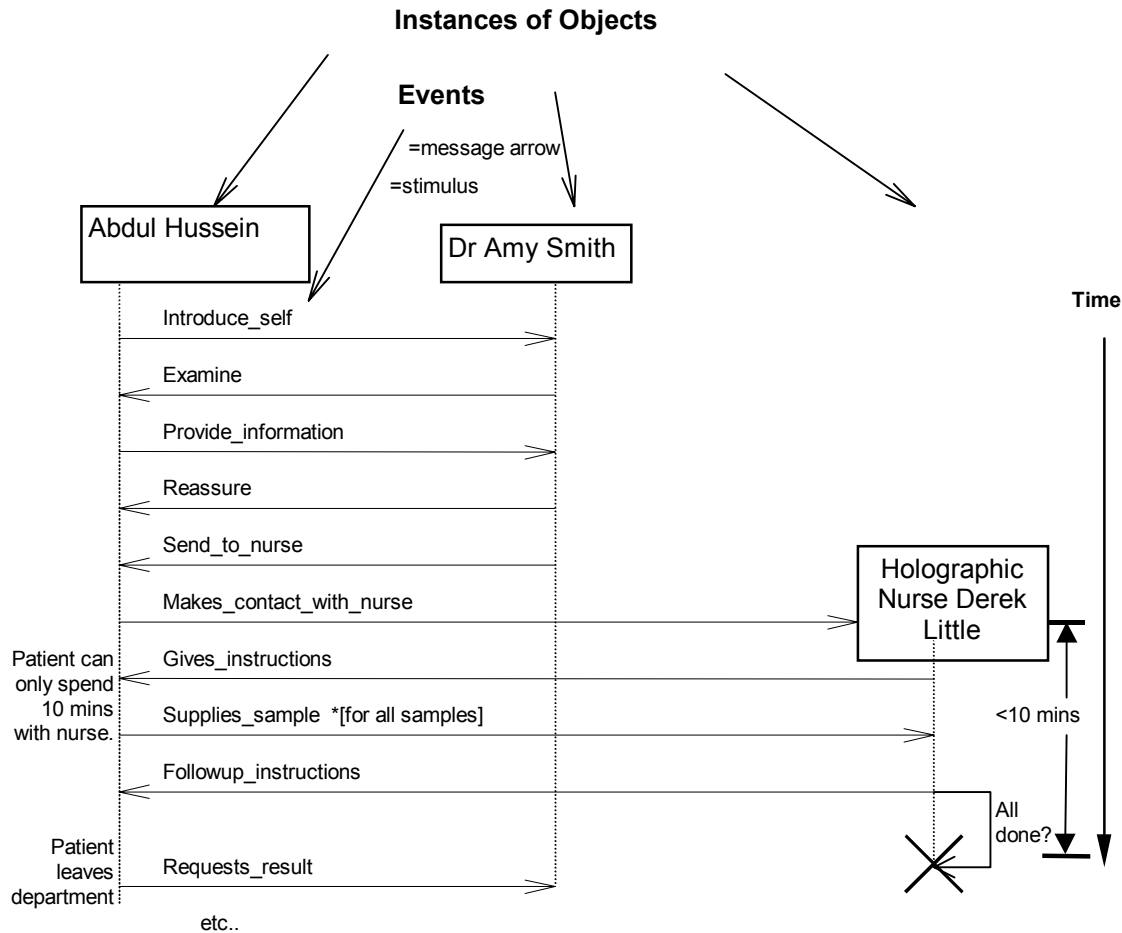 Instances of Objects
Events
=message arrow
=stimulus
Abdul Hussein
Dr Amy Smith
Time
Introduce_self
Examine
Provide_information
Reassure
Send_to_nurse
Holographic
Nurse Derek
Little
Makes_contact_with_nurse
Patient can
only spend
10 mins
with nurse.
Gives_instructions
Supplies_sample *[for all samples]
<10 mins
Followup_instructions
All
done?
Patient
leaves
department
Requests_result
etc..